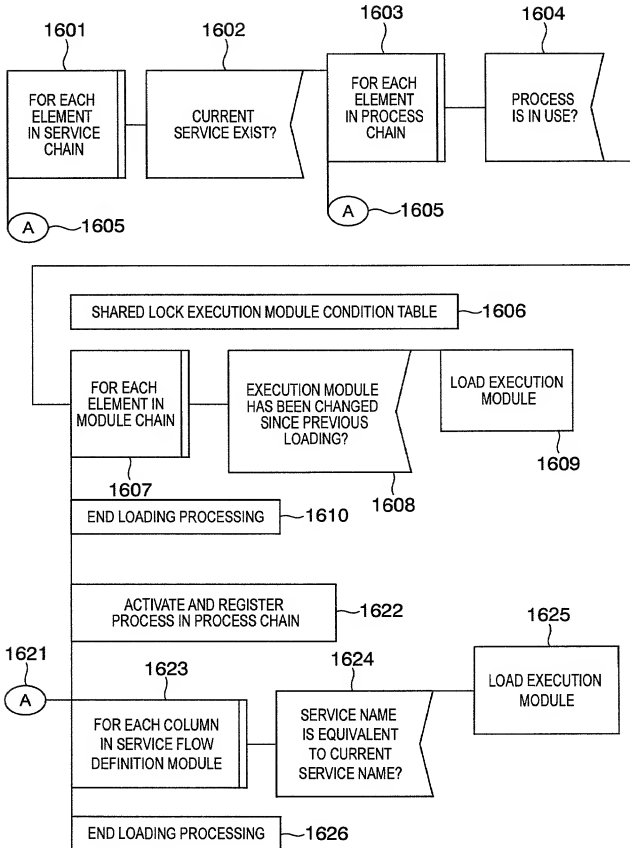 1601
1602
1603
1604
FOR EACH
ELEMENT
IN SERVICE
CHAIN
CURRENT
SERVICE EXIST?
FOR EACH
ELEMENT
IN PROCESS
CHAIN
PROCESS
IS IN USE?
A
1605
A
1605
SHARED LOCK EXECUTION MODULE CONDITION TABLE
1606
FOR EACH
ELEMENT IN
MODULE CHAIN
1607
EXECUTION MODULE
HAS BEEN CHANGED
SINCE PREVIOUS
LOADING?
1608
LOAD EXECUTION
MODULE
1609
END LOADING PROCESSING
1610
ACTIVATE AND REGISTER
PROCESS IN PROCESS CHAIN
1622
1621
A
1623
FOR EACH COLUMN
IN SERVICE FLOW
DEFINITION MODULE
1624
SERVICE NAME
IS EQUIVALENT
TO CURRENT
SERVICE NAME?
1625
LOAD EXECUTION
MODULE
END LOADING PROCESSING
1626